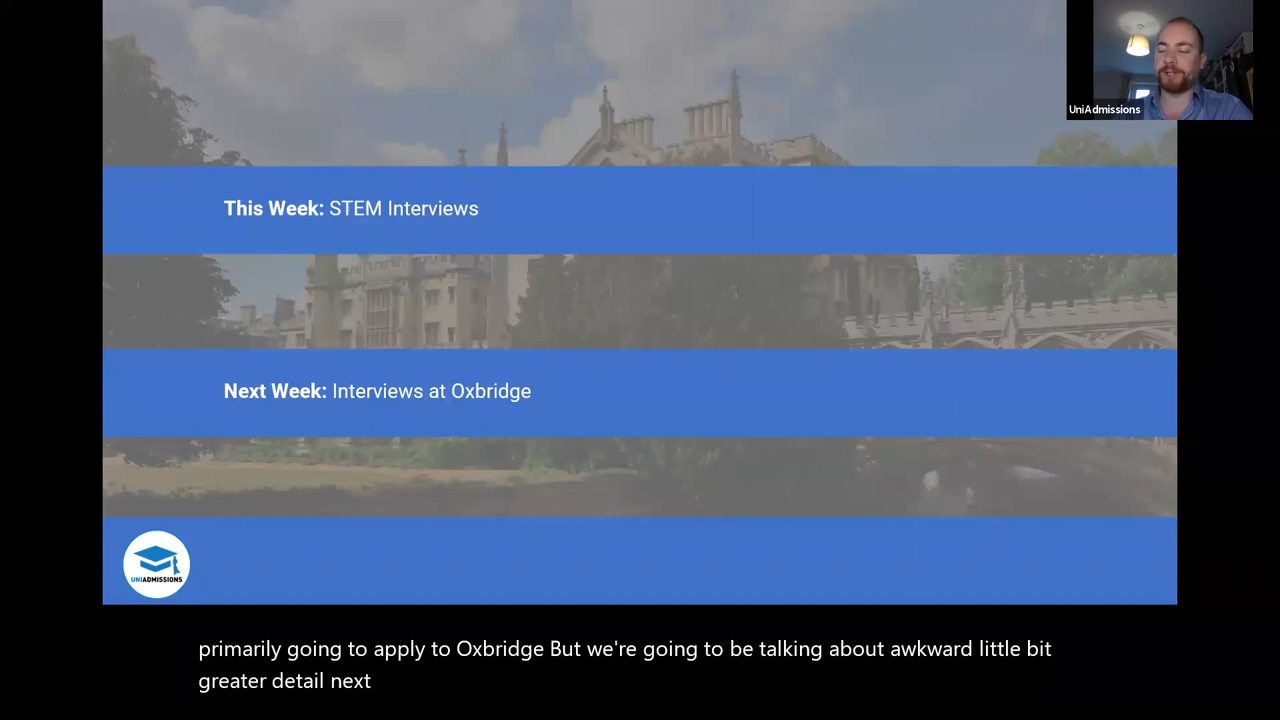 UniAdmissions
This Week: STEM Interviews
Next Week: Interviews at Oxbridge
UNIADMISSIONS
primarily going to apply to Oxbridge But we're going to be talking about awkward little bit
greater detail next